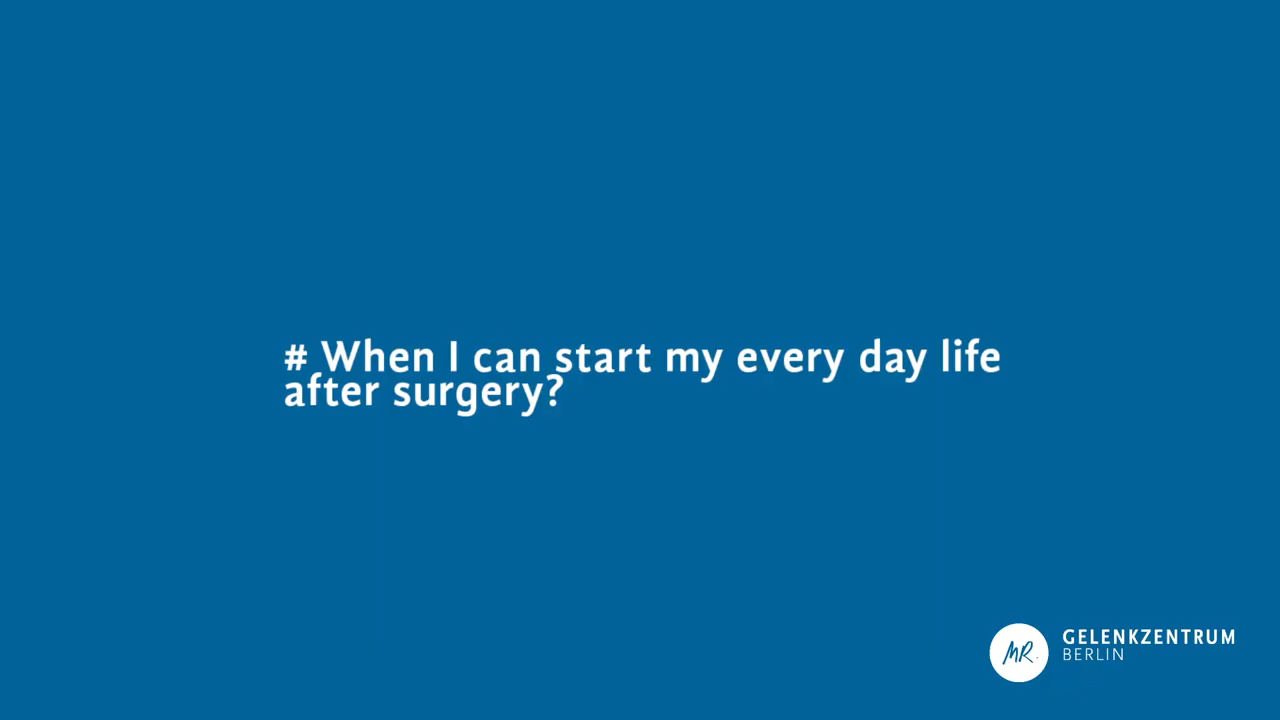 # When I can start my every day life
after surgery?
MR.
GELENKZENTRUM
BERLIN